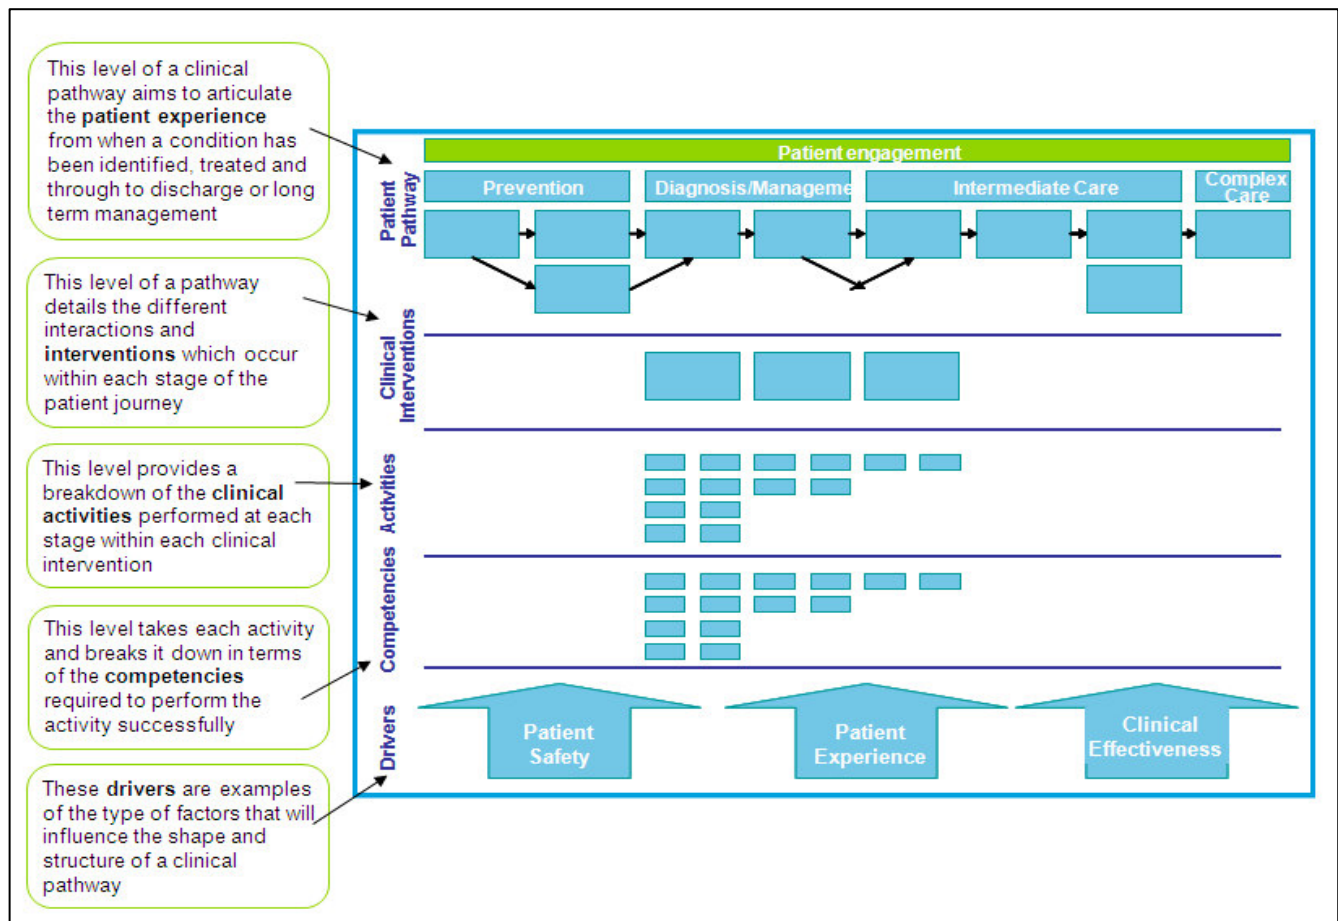 This level of a clinical
pathway aims to articulate
the patient experience
from when a condition has
been identified, treated and
through to discharge or long
term management
This level of a pathway
details the different
interactions and
interventions which occur
within each stage of the
patient journey
This level provides a
breakdown of the clinical
activities performed at each
stage within each clinical
intervention
This level takes each activity
and breaks it down in terms
of the competencies
required to perform the
activity successfully
These drivers are examples
of the type of factors that will
influence the shape and
structure of a clinical
pathway
Patient engagement
Patient
Pathway
Prevention
Diagnosis/Manageme
Intermediate Care
Complex
Care
Clinical
Interventions
Activities
Competencies
Drivers
Patient
Safety
Patient
Experience
Clinical
Effectiveness